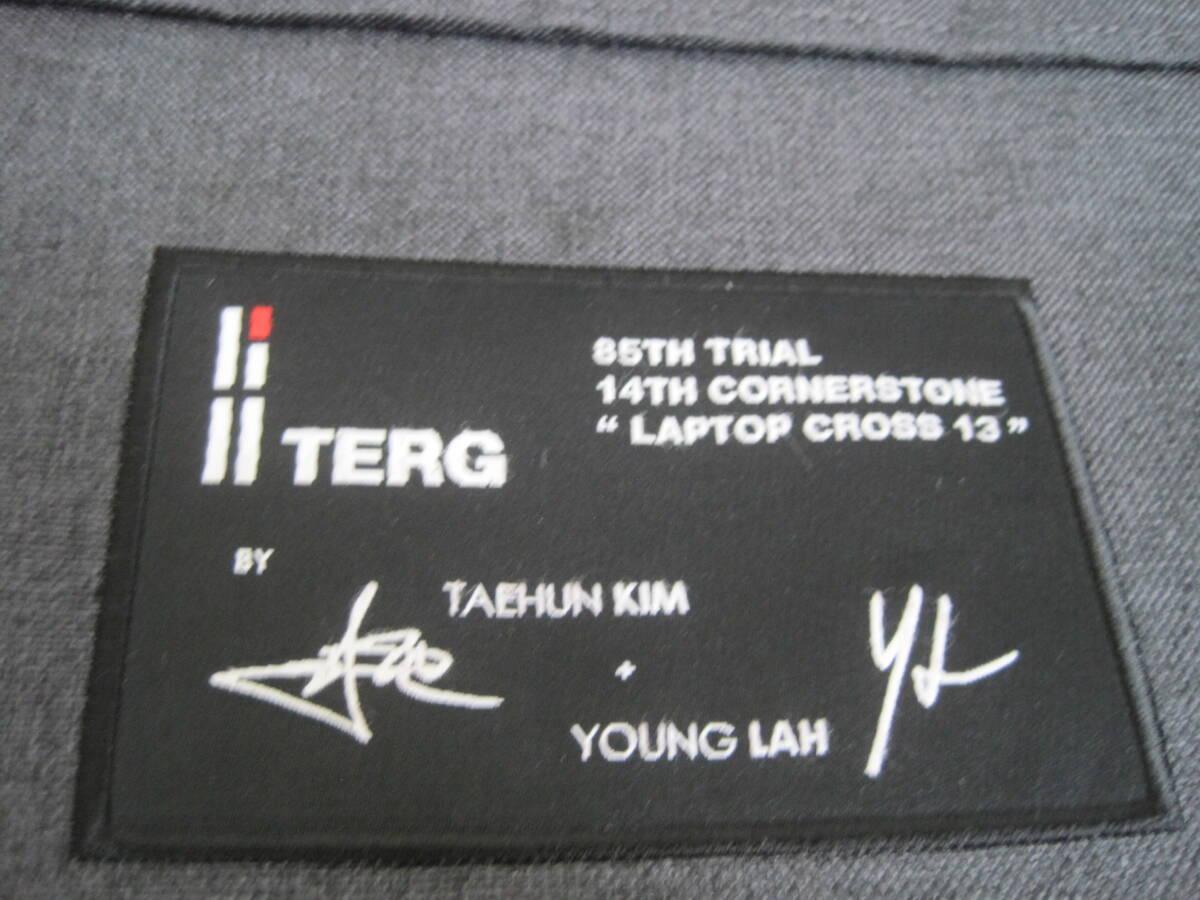 TERG
85TH TRIAL
14TH CORNERSTONE
“ LAPTOP CROSS 13 ”
BY
TAEHUN KIM
+
YOUNG LAH